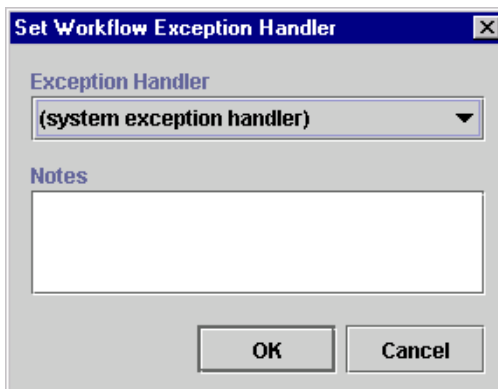 Set Workflow Exception Handler
Exception Handler
(system exception handler)
Notes
OK Cancel